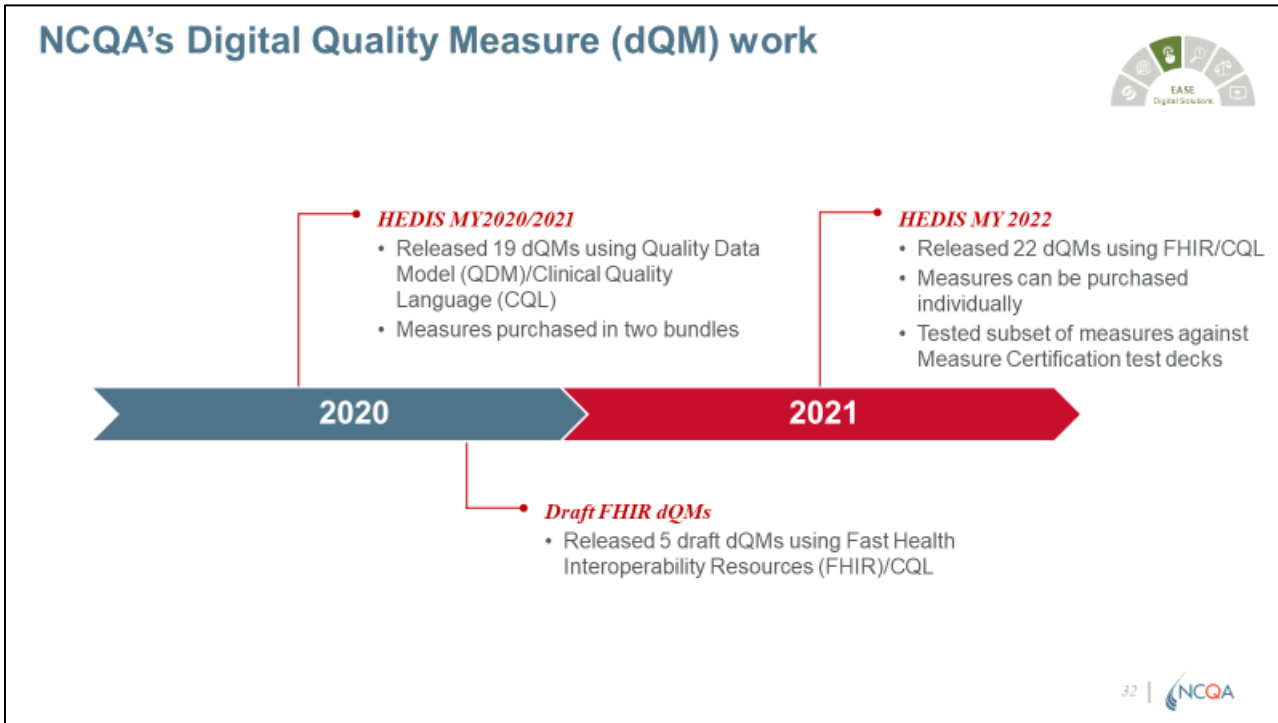 NCQA's Digital Quality Measure (dQM) work
EASE
Digital Solutions
HEDIS MY2020/2021
• Released 19 dQMs using Quality Data
Model (QDM)/Clinical Quality
Language (CQL)
• Measures purchased in two bundles
HEDIS MY 2022
• Released 22 dQMs using FHIR/CQL
• Measures can be purchased
individually
• Tested subset of measures against
Measure Certification test decks
2020
2021
Draft FHIR dQMs
• Released 5 draft dQMs using Fast Health
Interoperability Resources (FHIR)/CQL
32 | NCQA